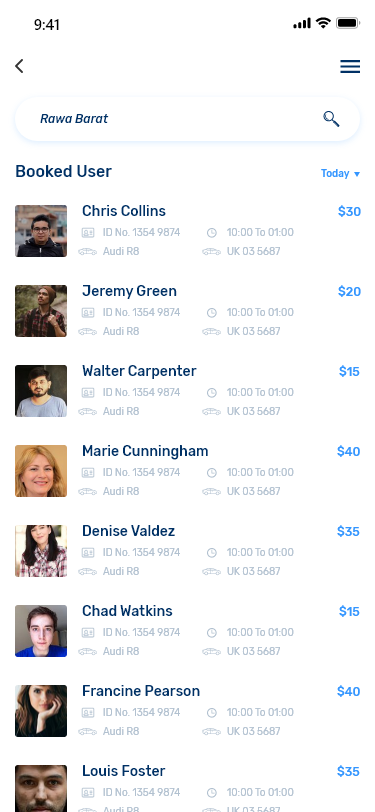 9:41
Rawa Barat
Booked User
Today
Chris Collins
$30
ID No. 1354 9874
10:00 To 01:00
Audi R8
UK 03 5687
Jeremy Green
$20
ID No. 1354 9874
10:00 To 01:00
Audi R8
UK 03 5687
Walter Carpenter
$15
ID No. 1354 9874
10:00 To 01:00
Audi R8
UK 03 5687
Marie Cunningham
$40
ID No. 1354 9874
10:00 To 01:00
Audi R8
UK 03 5687
Denise Valdez
$35
ID No. 1354 9874
10:00 To 01:00
Audi R8
UK 03 5687
Chad Watkins
$15
ID No. 1354 9874
10:00 To 01:00
Audi R8
UK 03 5687
Francine Pearson
$40
ID No. 1354 9874
10:00 To 01:00
Audi R8
UK 03 5687
Louis Foster
$35
ID No. 1354 9874
10:00 To 01:00
Audi R8
UK 03 5687